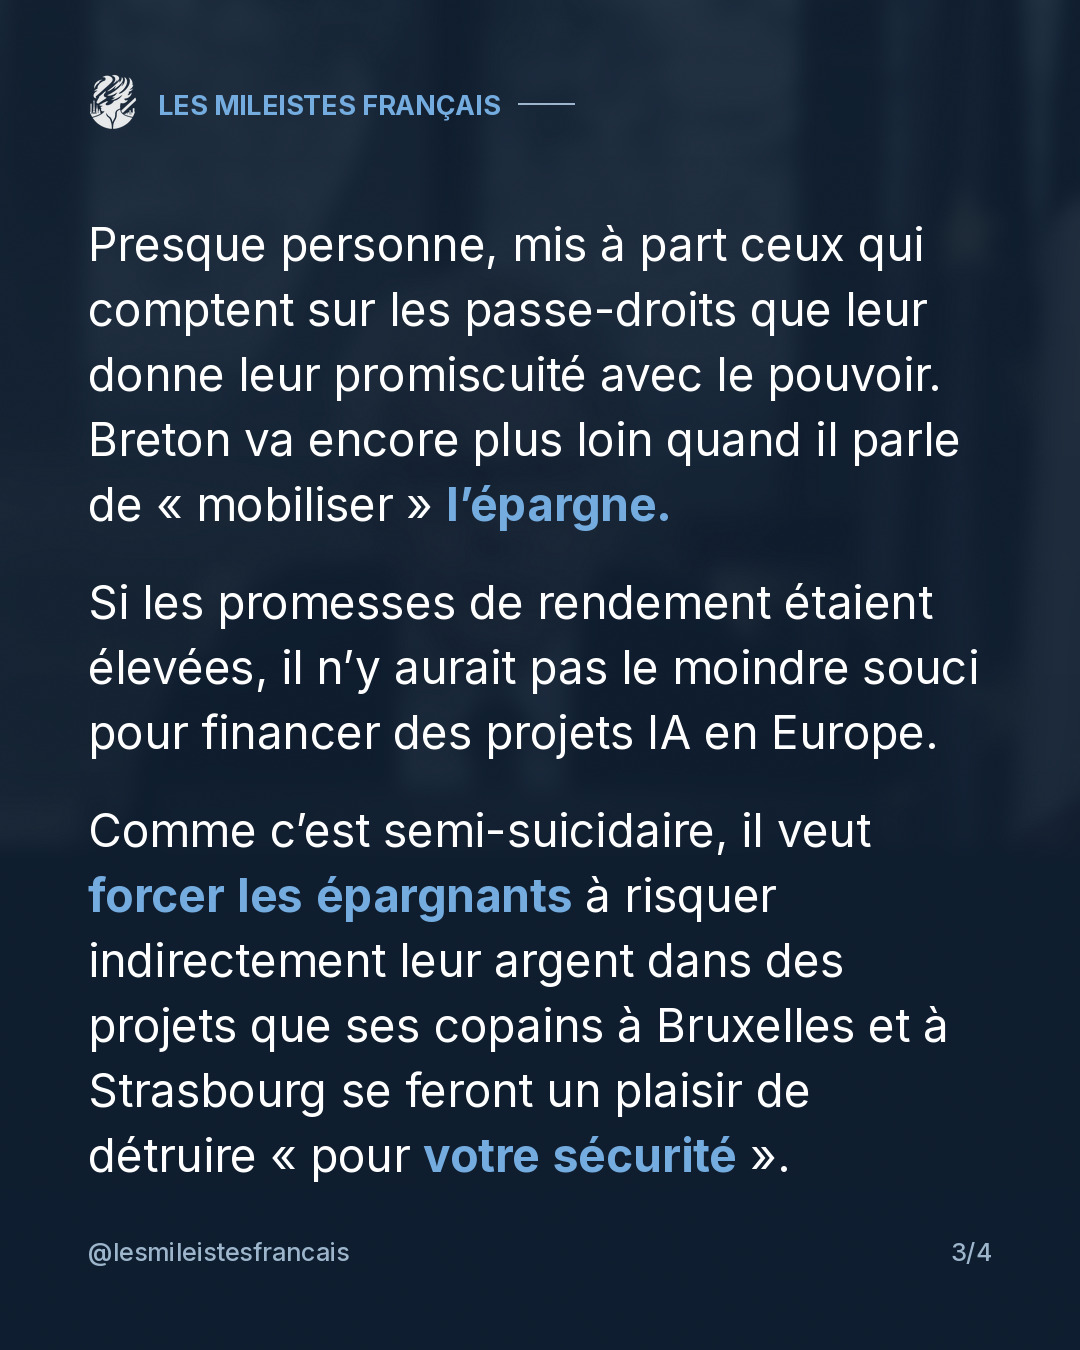 LES MILEISTES FRANÇAIS
Presque personne, mis à part ceux qui
comptent sur les passe-droits que leur
donne leur promiscuité avec le pouvoir.
Breton va encore plus loin quand il parle
de « mobiliser » l’épargne.
Si les promesses de rendement étaient
élevées, il n’y aurait pas le moindre souci
pour financer des projets IA en Europe.
Comme c’est semi-suicidaire, il veut
forcer les épargnants à risquer
indirectement leur argent dans des
projets que ses copains à Bruxelles et à
Strasbourg se feront un plaisir de
détruire « pour votre sécurité ».
@lesmileistesfrancais
3/4